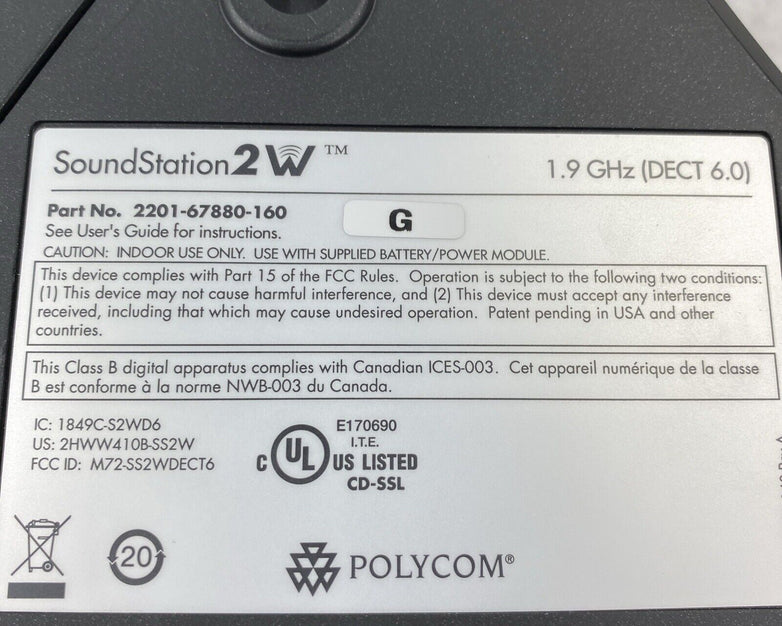 SoundStation2W™
1.9 GHz (DECT 6.0)
Part No. 2201-67880-160
G
See User's Guide for instructions.
CAUTION: INDOOR USE ONLY. USE WITH SUPPLIED BATTERY/POWER MODULE.
This device complies with Part 15 of the FCC Rules. Operation is subject to the following two conditions:
(1) This device may not cause harmful interference, and (2) This device must accept any interference
received, including that which may cause undesired operation. Patent pending in USA and other
countries.
This Class B digital apparatus complies with Canadian ICES-003. Cet appareil numérique de la classe
B est conforme à la norme NWB-003 du Canada.
IC: 1849C-S2WD6
US: 2HWW410B-SS2W
FCC ID: M72-SS2WDECT6
E170690
I.T.E.
C UL US LISTED
CD-SSL
20
POLYCOM®